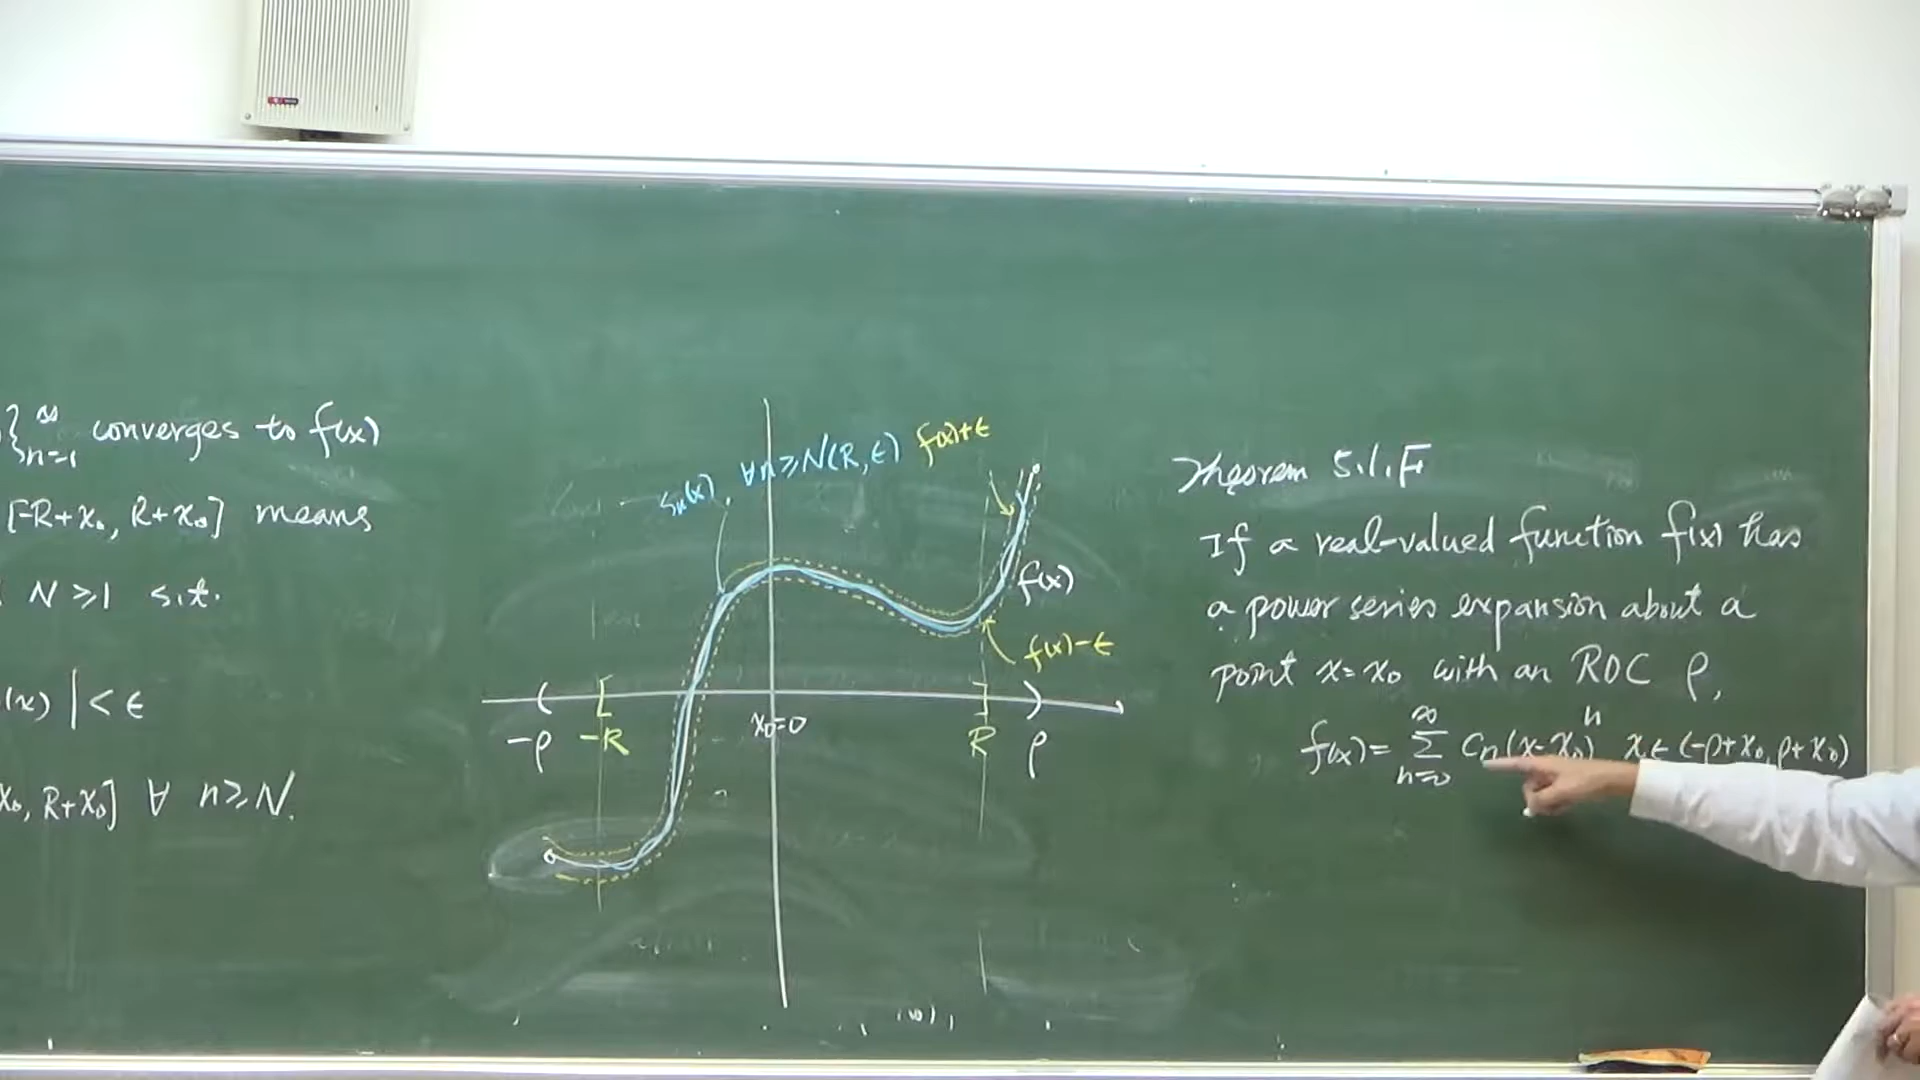 }_{n=1}^∞ converges to f(x)
[-R+x₀, R+x₀] means
N ≥ 1 s.t.
(x) | < ϵ
x₀, R+x₀] ∀ n ≥ N.
Sₙ(x), ∀n ≥ N(R, ϵ) f(x)+ϵ
f(x)
f(x)-ϵ
-ρ -R x₀=0 R ρ
Theorem 5.1.F
If a real-valued function f(x) has
a power series expansion about a
point x=x₀ with an ROC ρ,
f(x) = ∑_{n=0}^∞ Cₙ(x-x₀)ⁿ x ∈ (-ρ+x₀, ρ+x₀)